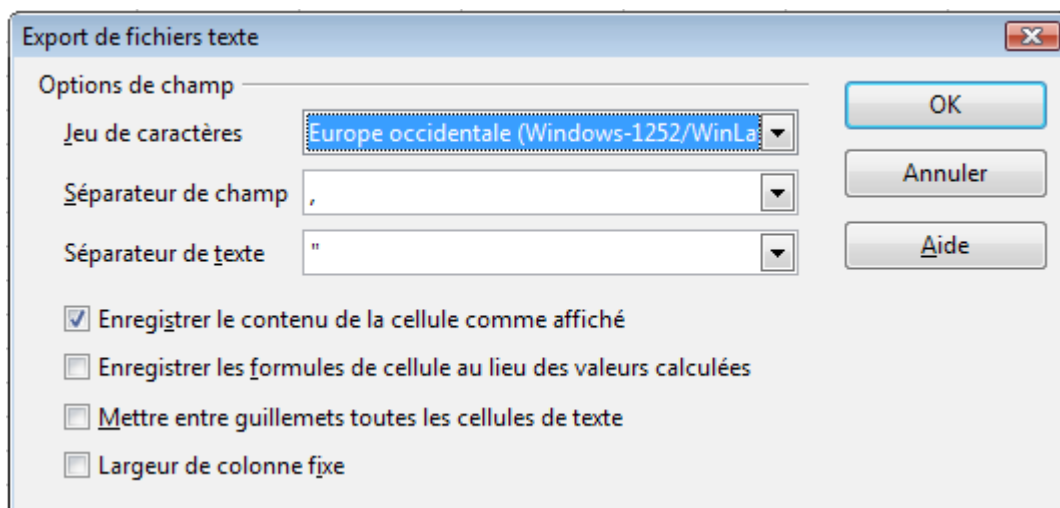 Export de fichiers texte
Options de champ
Jeu de caractères
Europe occidentale (Windows-1252/WinLa
Séparateur de champ
,
Séparateur de texte
"
Enregistrer le contenu de la cellule comme affiché
Enregistrer les formules de cellule au lieu des valeurs calculées
Mettre entre guillemets toutes les cellules de texte
Largeur de colonne fixe
OK
Annuler
Aide